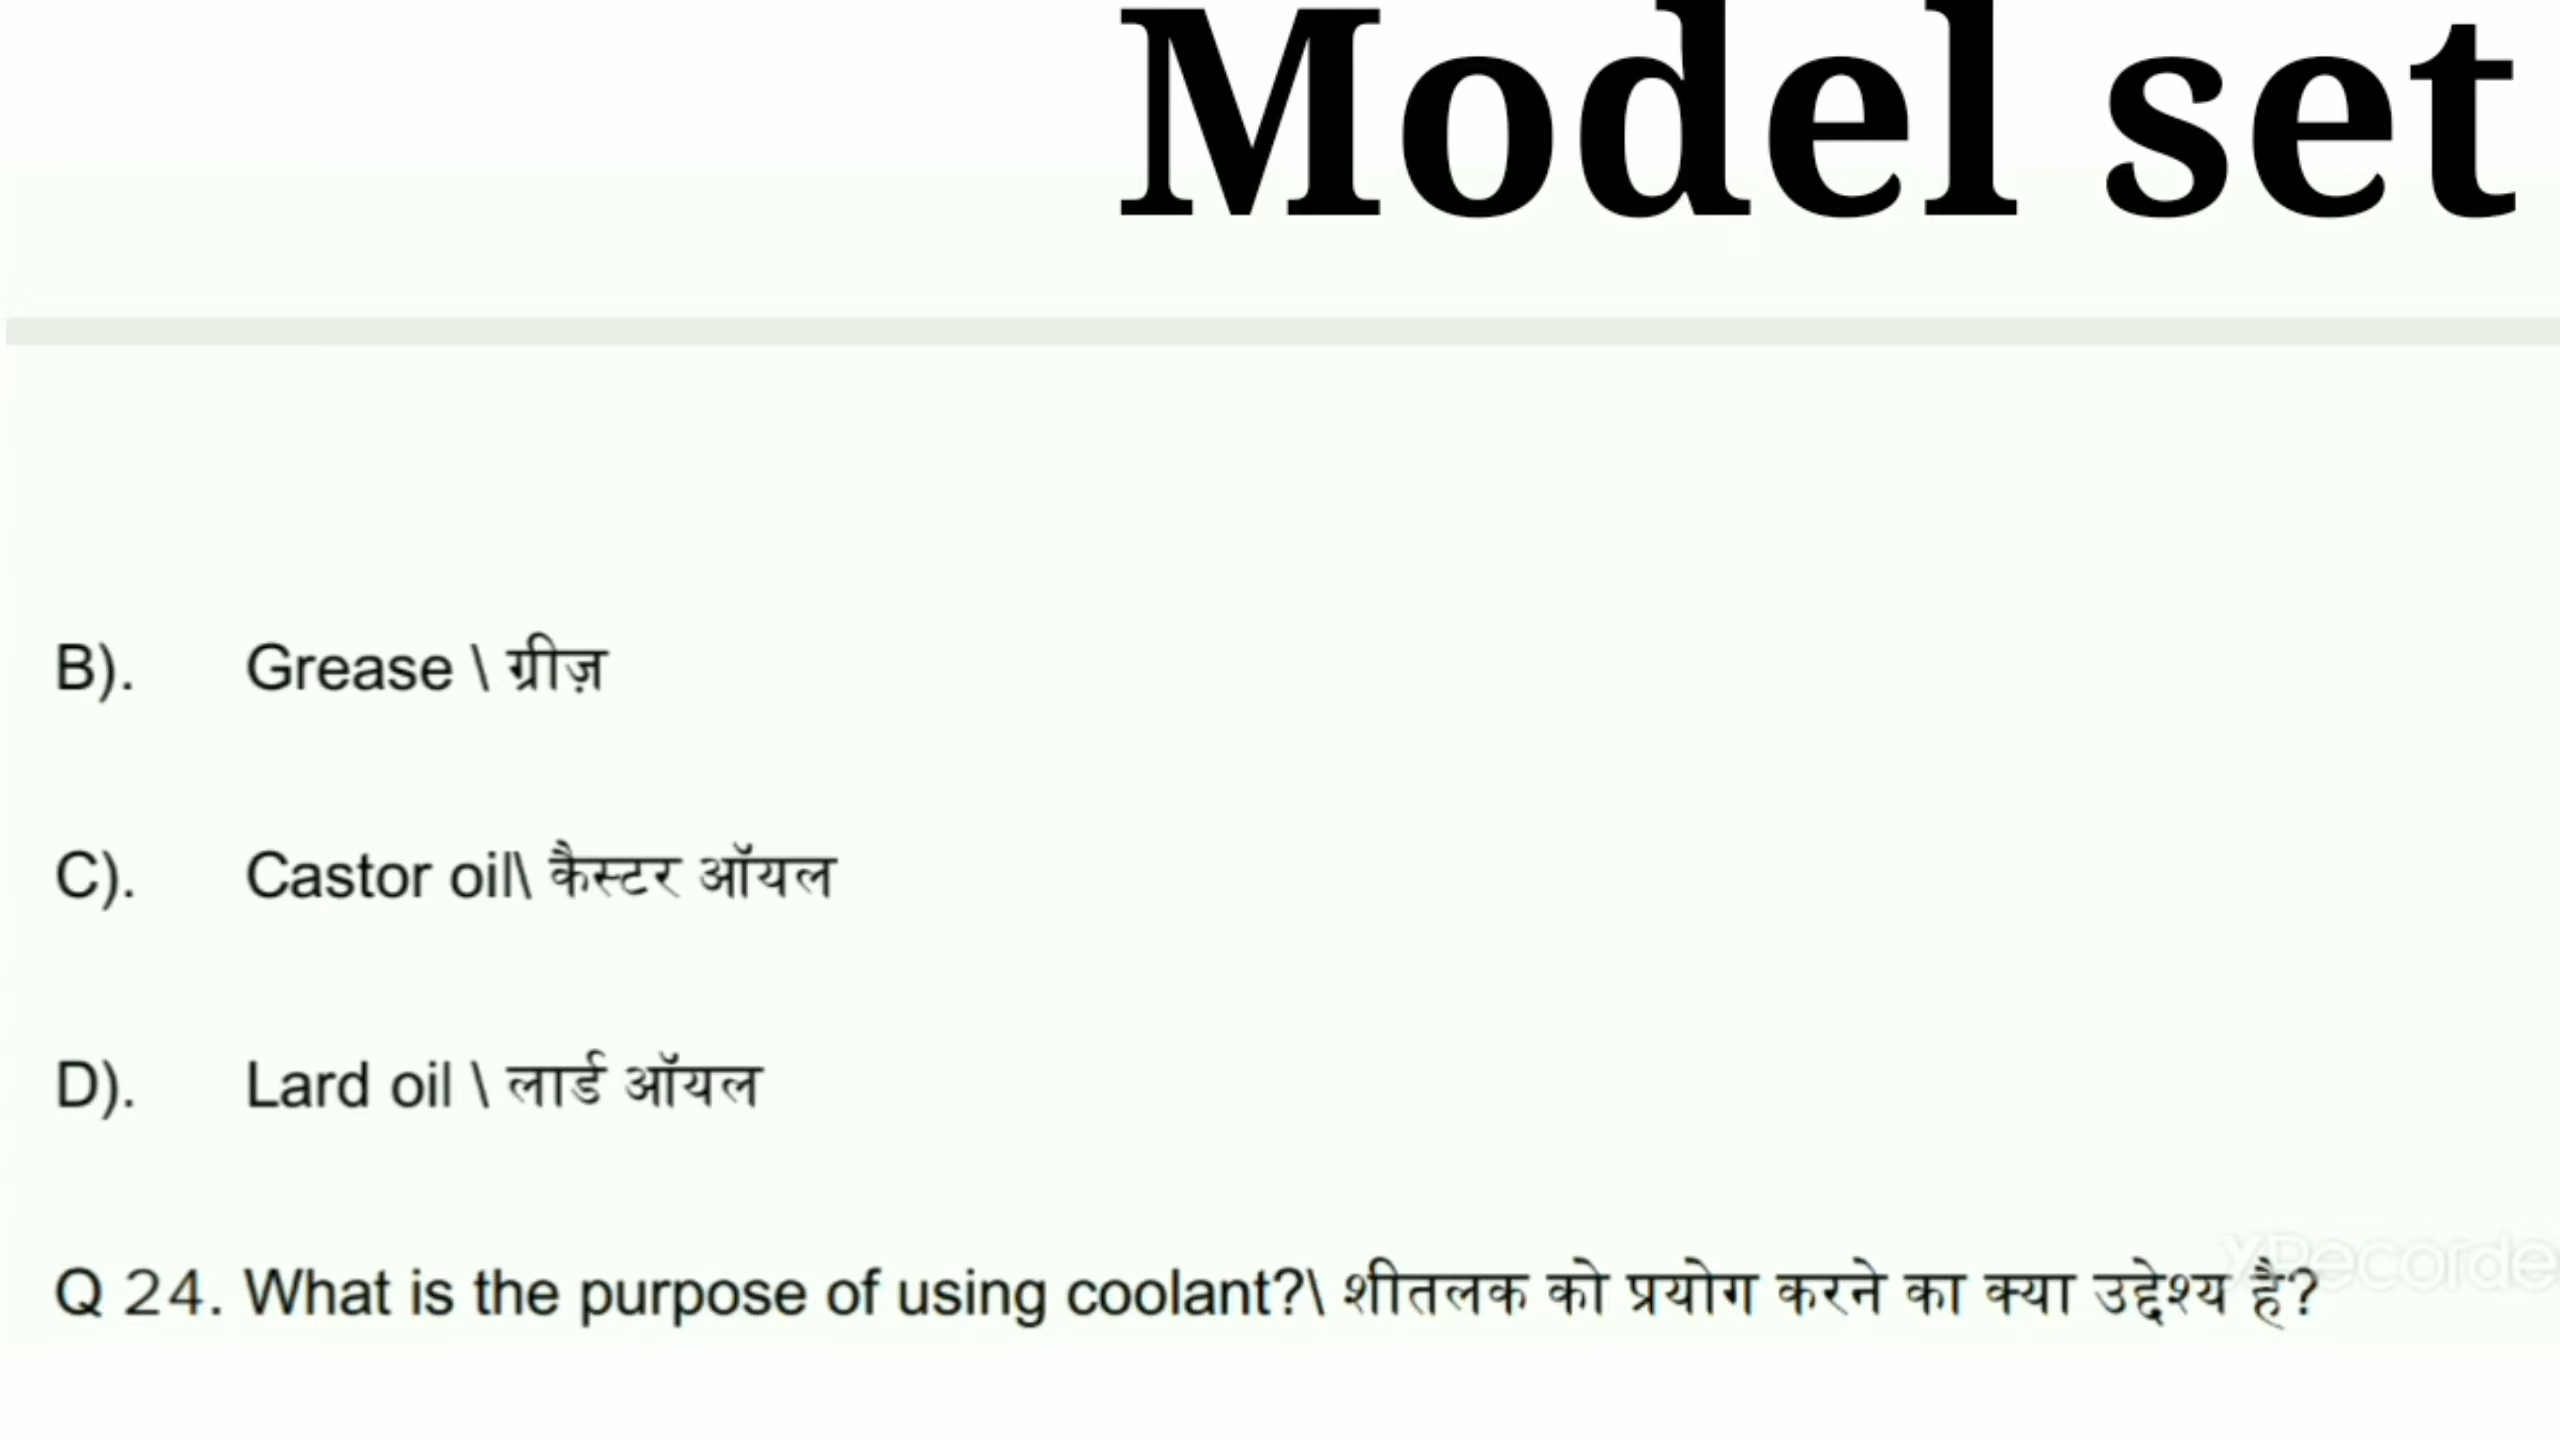 Model set
B). Grease \ ग्रीज़
C). Castor oil\ कैस्टर ऑयल
D). Lard oil \ लार्ड ऑयल
Q 24. What is the purpose of using coolant?\ शीतलक को प्रयोग करने का क्या उद्देश्य है?